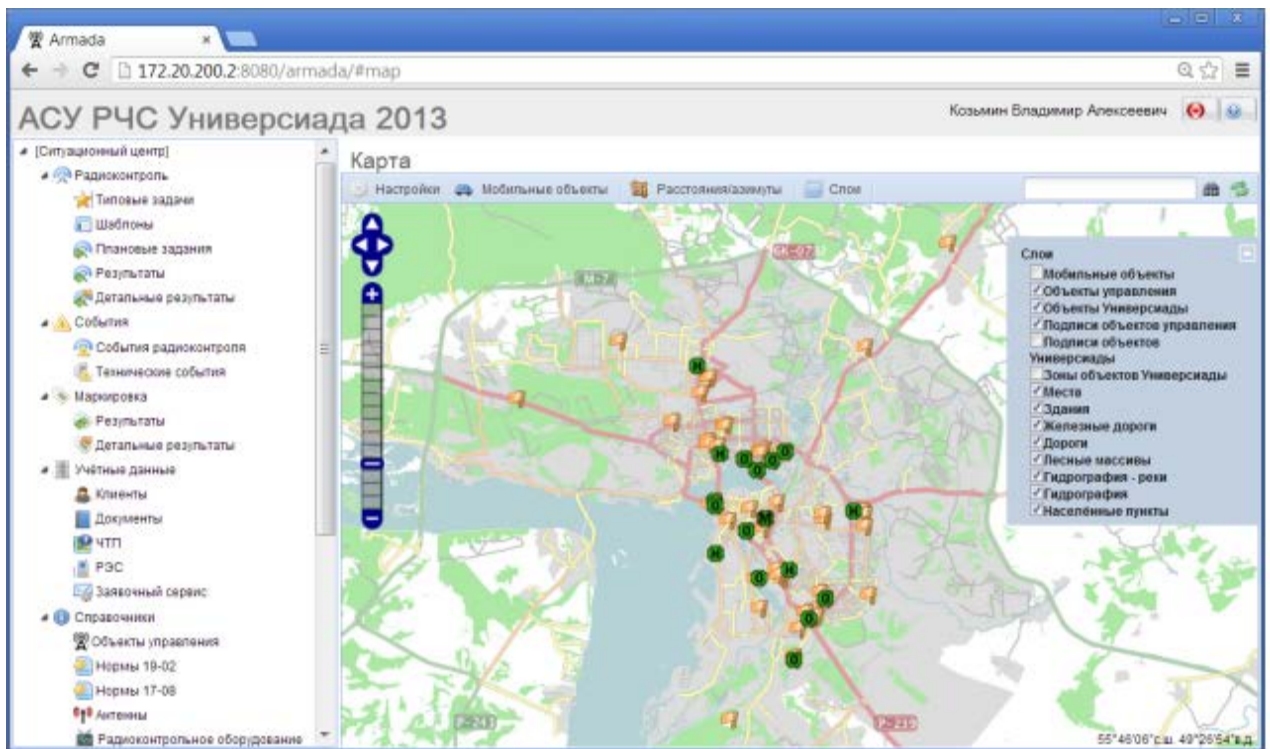 Armada
172.20.200.2:8080/armada/#map
АСУ РЧС Универсиада 2013
Козьмин Владимир Алексеевич
[Ситуационный центр]
Радиоконтроль
Типовые задачи
Шаблоны
Плановые задания
Результаты
Детальные результаты
События
События радиоконтроля
Технические события
Маркировка
Результаты
Детальные результаты
Учётные данные
Клиенты
Документы
ЧТП
РЭС
Заявочный сервис
Справочники
Объекты управления
Нормы 19-02
Нормы 17-08
Антенны
Радиоконтрольное оборудование
Карта
Настройки Мобильные объекты Расстояния/азимуты Слои
Слои
Мобильные объекты
Объекты управления
Объекты Универсиады
Подписи объектов управления
Подписи объектов
Универсиады
Зоны объектов Универсиады
Места
Здания
Железные дороги
Дороги
Лесные массивы
Гидрография - реки
Гидрография
Населённые пункты
М-7
Н
Н
О
О
О
О
О
М
Н
О
Н
О
Н
О
О
О
Р-241
Р-239
55°46'06"с.ш. 49°26'54"в.д.